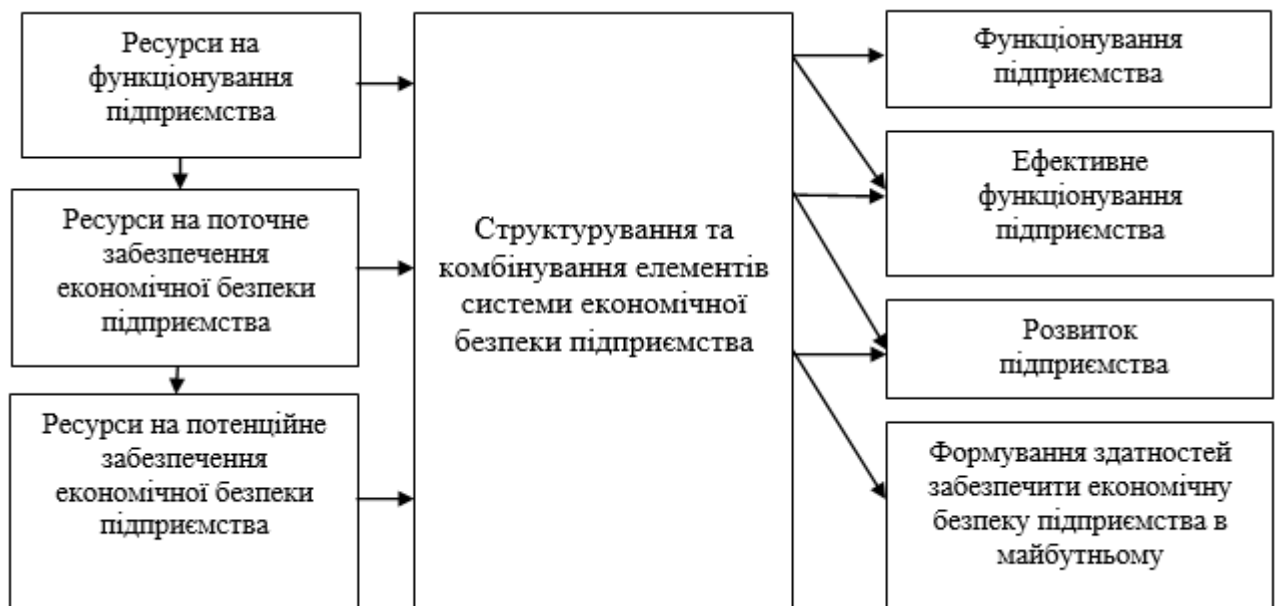 Ресурси на
функціонування
підприємства
Ресурси на поточне
забезпечення
економічної безпеки
підприємства
Ресурси на потенційне
забезпечення
економічної безпеки
підприємства
Структурування та
комбінування елементів
системи економічної
безпеки підприємства
Функціонування
підприємства
Ефективне
функціонування
підприємства
Розвиток
підприємства
Формування здатностей
забезпечити економічну
безпеку підприємства в
майбутньому